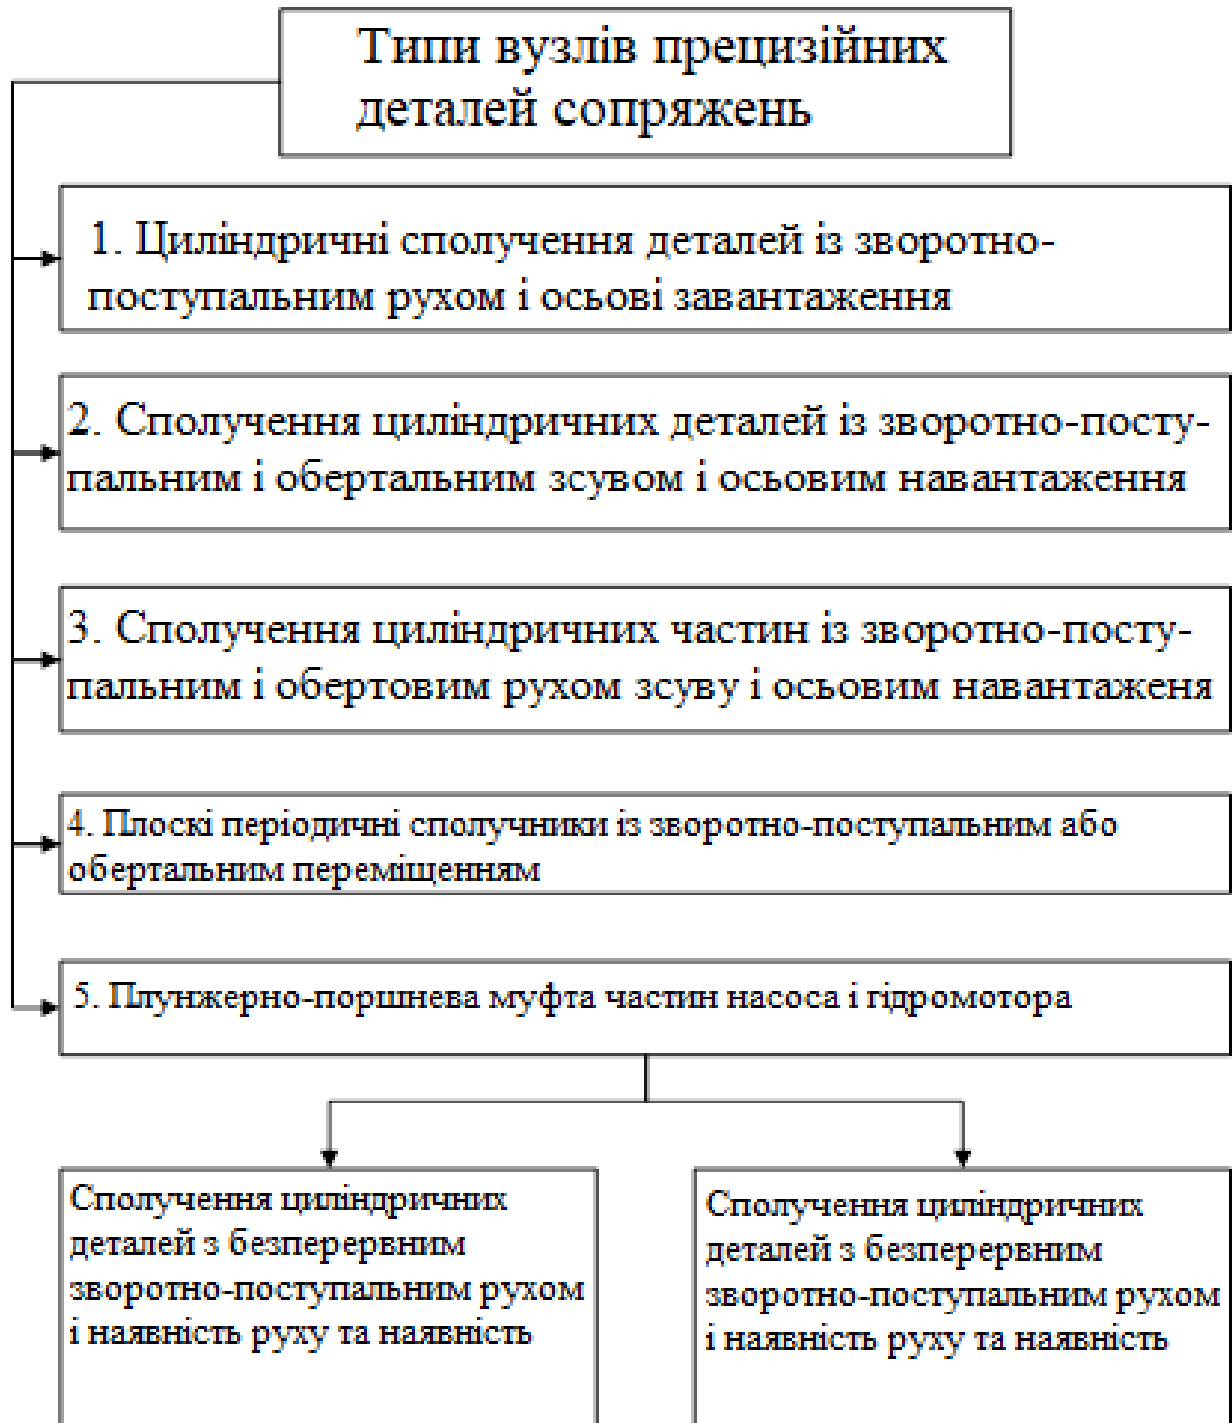 Типи вузлів прецизійних
деталей сопряжень
1. Циліндричні сполучення деталей із зворотно-
поступальним рухом і осьові завантаження
2. Сполучення циліндричних деталей із зворотно-посту-
пальним і обертальним зсувом і осьовим навантаження
3. Сполучення циліндричних частин із зворотно-посту-
пальним і обертовим рухом зсуву і осьовим навантаженя
4. Плоскі періодичні сполучники із зворотно-поступальним або
обертальним переміщенням
5. Плунжерно-поршнева муфта частин насоса і гідромотора
Сполучення циліндричних
деталей з безперервним
зворотно-поступальним рухом
і наявність руху та наявність
Сполучення циліндричних
деталей з безперервним
зворотно-поступальним рухом
і наявність руху та наявність